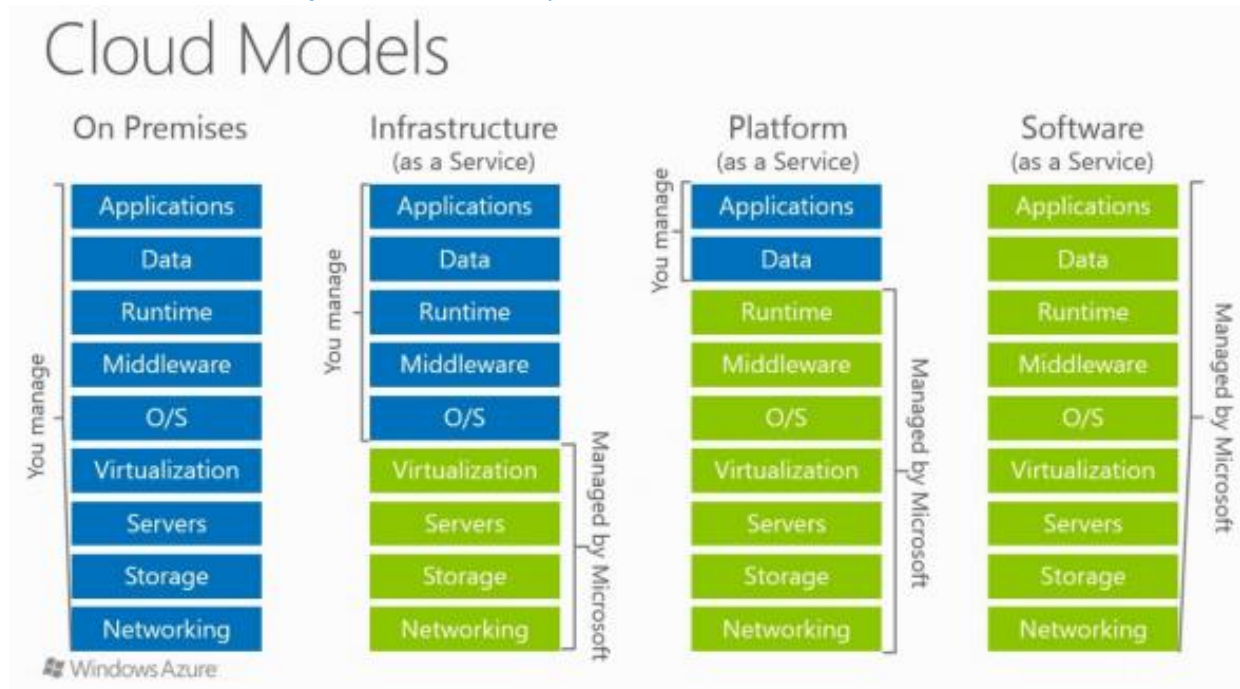 Cloud Models
On Premises
You manage
Applications
Data
Runtime
Middleware
O/S
Virtualization
Servers
Storage
Networking
Infrastructure
(as a Service)
You manage
Applications
Data
Runtime
Middleware
O/S
Virtualization
Servers
Storage
Networking
Managed by Microsoft
Platform
(as a Service)
You manage
Applications
Data
Runtime
Middleware
O/S
Virtualization
Servers
Storage
Networking
Managed by Microsoft
Software
(as a Service)
Applications
Data
Runtime
Middleware
O/S
Virtualization
Servers
Storage
Networking
Managed by Microsoft
Windows Azure